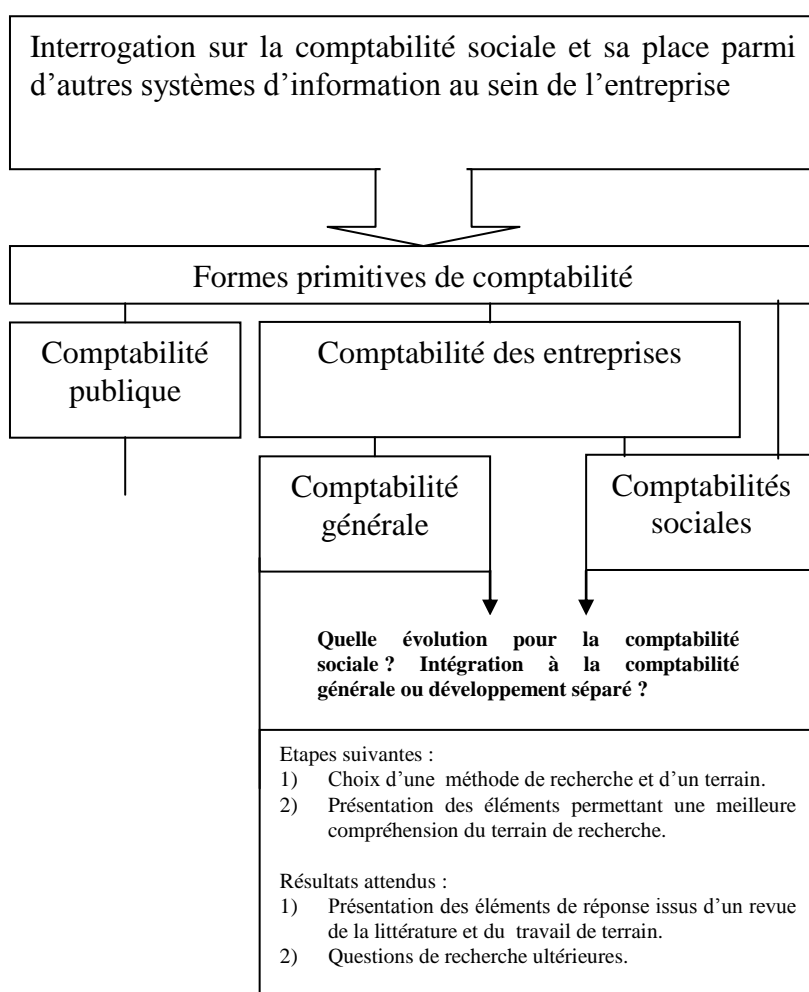 Interrogation sur la comptabilité sociale et sa place parmi
d’autres systèmes d’information au sein de l’entreprise
Formes primitives de comptabilité
Comptabilité
publique
Comptabilité des entreprises
Comptabilité
générale
Comptabilités
sociales
Quelle évolution pour la comptabilité
sociale ? Intégration à la comptabilité
générale ou développement séparé ?
Etapes suivantes :
1) Choix d’une méthode de recherche et d’un terrain.
2) Présentation des éléments permettant une meilleure
compréhension du terrain de recherche.
Résultats attendus :
1) Présentation des éléments de réponse issus d’un revue
de la littérature et du travail de terrain.
2) Questions de recherche ultérieures.